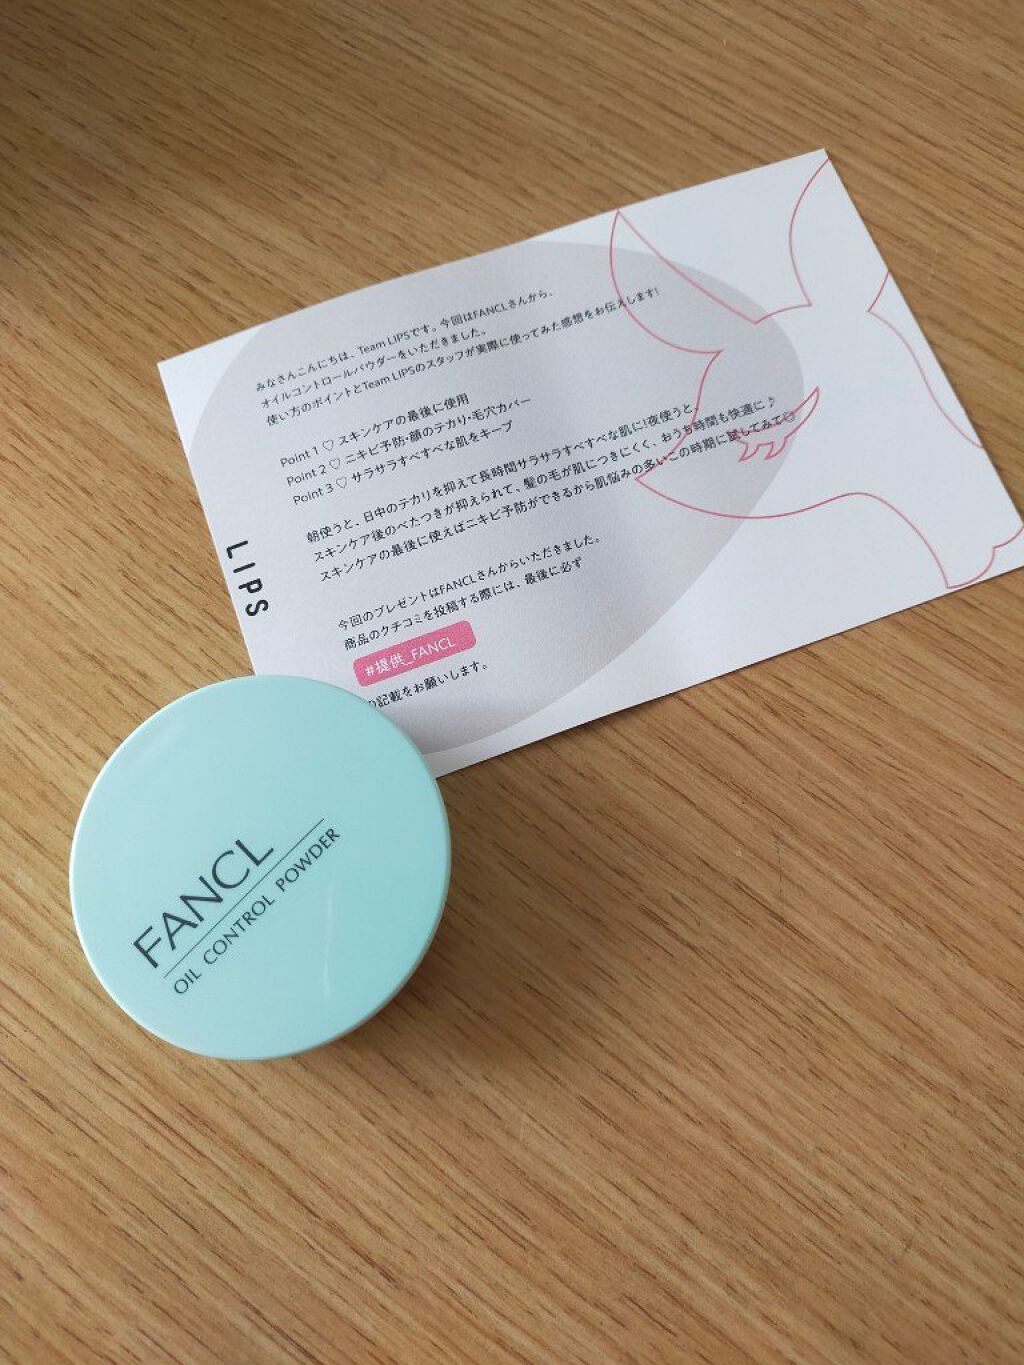 みなさんこんにちは、Team LIPSです。今回はFANCLさんから、
オイルコントロールパウダーをいただきました。
使い方のポイントとTeam LIPSのスタッフが実際に使ってみた感想をお伝えします!
Point 1 ♡ スキンケアの最後に使用
Point 2 ♡ ニキビ予防・顔のテカリ・毛穴カバー
Point 3 ♡ サラサラすべすべな肌をキープ
朝使うと、日中のテカリを抑えて長時間サラサラすべすべな肌に!夜使うと、
スキンケア後のべたつきが抑えられて、髪の毛が肌につきにくく、おうち時間も快適に♪
スキンケアの最後に使えばニキビ予防ができるから肌悩みの多いこの時期に試してみて
今回のプレゼントはFANCLさんからいただきました。
商品のクチコミを投稿する際には、最後に必ず
#提供_FANCL
の記載をお願いします。
LIPS
FANCL
OIL CONTROL POWDER